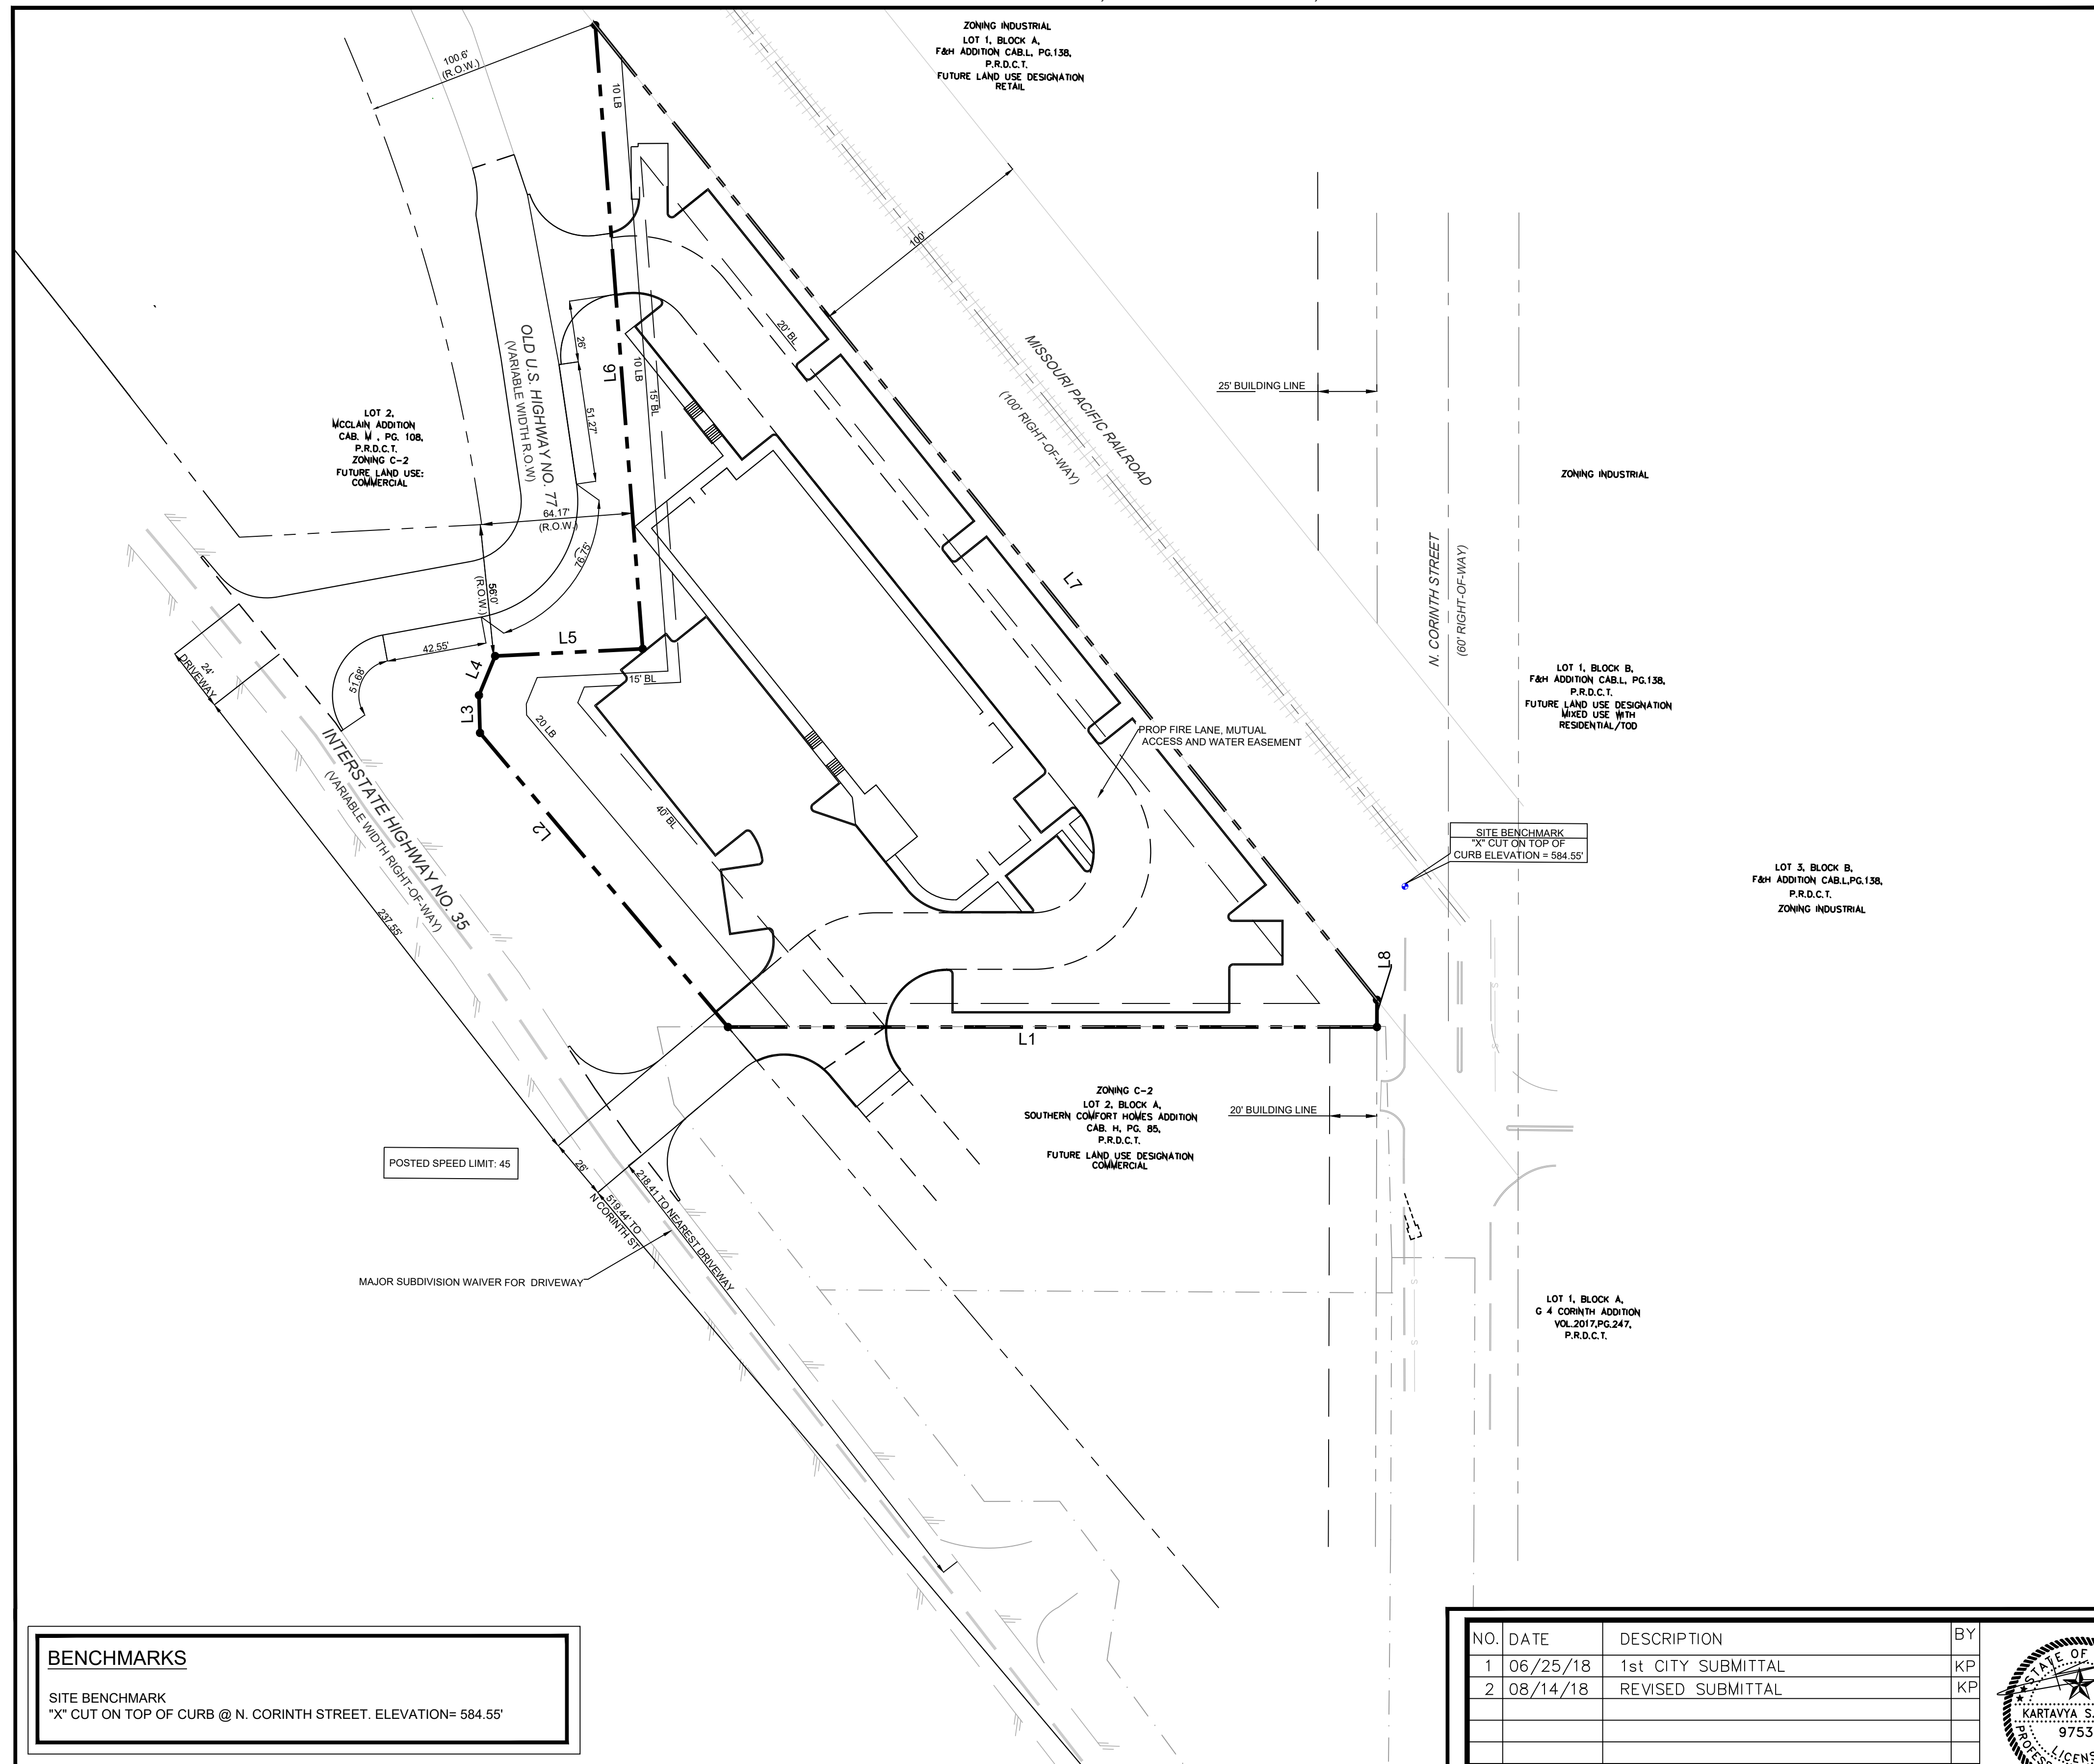 ZONING INDUSTRIAL
LOT 1, BLOCK A,
F&H ADDITION CAB.L, PG.138,
P.R.D.C.T.
FUTURE LAND USE DESIGNATION
RETAIL
100.6'
(R.O.W.)
10 LB
100'
20' BL
MISSOURI PACIFIC RAILROAD
(100' RIGHT-OF-WAY)
25' BUILDING LINE
OLD U.S. HIGHWAY NO. 77
(VARIABLE WIDTH R.O.W)
26'
L6
10 LB
15' BL
51.27'
LOT 2,
MCCLAIN ADDITION
CAB. M , PG. 108,
P.R.D.C.T.
ZONING C-2
FUTURE LAND USE:
COMMERCIAL
ZONING INDUSTRIAL
64.17'
(R.O.W.)
76.75'
56.0'
(R.O.W.)
L7
N. CORINTH STREET
(60' RIGHT-OF-WAY)
L5
42.55'
L4
51.68'
24'
DRIVEWAY
L3
15' BL
20 LB
LOT 1, BLOCK B,
F&H ADDITION CAB.L, PG.138,
P.R.D.C.T.
FUTURE LAND USE DESIGNATION
MIXED USE WITH
RESIDENTIAL/TOD
PROP FIRE LANE, MUTUAL
ACCESS AND WATER EASEMENT
INTERSTATE HIGHWAY NO. 35
(VARIABLE WIDTH RIGHT-OF-WAY)
L2
40' BL
SITE BENCHMARK
"X" CUT ON TOP OF
CURB ELEVATION = 584.55'
LOT 3, BLOCK B,
F&H ADDITION CAB.L,PG.138,
P.R.D.C.T.
ZONING INDUSTRIAL
237.55'
L8
S
S
L1
ZONING C-2
LOT 2, BLOCK A,
SOUTHERN COMFORT HOMES ADDITION
CAB. H, PG. 85,
P.R.D.C.T.
FUTURE LAND USE DESIGNATION
COMMERCIAL
20' BUILDING LINE
POSTED SPEED LIMIT: 45
26'
519.44' TO
N CORINTH ST
218.41 TO NEAREST DRIVEWAY
MAJOR SUBDIVISION WAIVER FOR DRIVEWAY
S
S
LOT 1, BLOCK A,
G 4 CORINTH ADDITION
VOL.2017,PG.247,
P.R.D.C.T.
BENCHMARKS
SITE BENCHMARK
"X" CUT ON TOP OF CURB @ N. CORINTH STREET. ELEVATION= 584.55'
NO. DATE DESCRIPTION BY
1 06/25/18 1st CITY SUBMITTAL KP
2 08/14/18 REVISED SUBMITTAL KP
STATE OF
KARTAVYA S.
9753